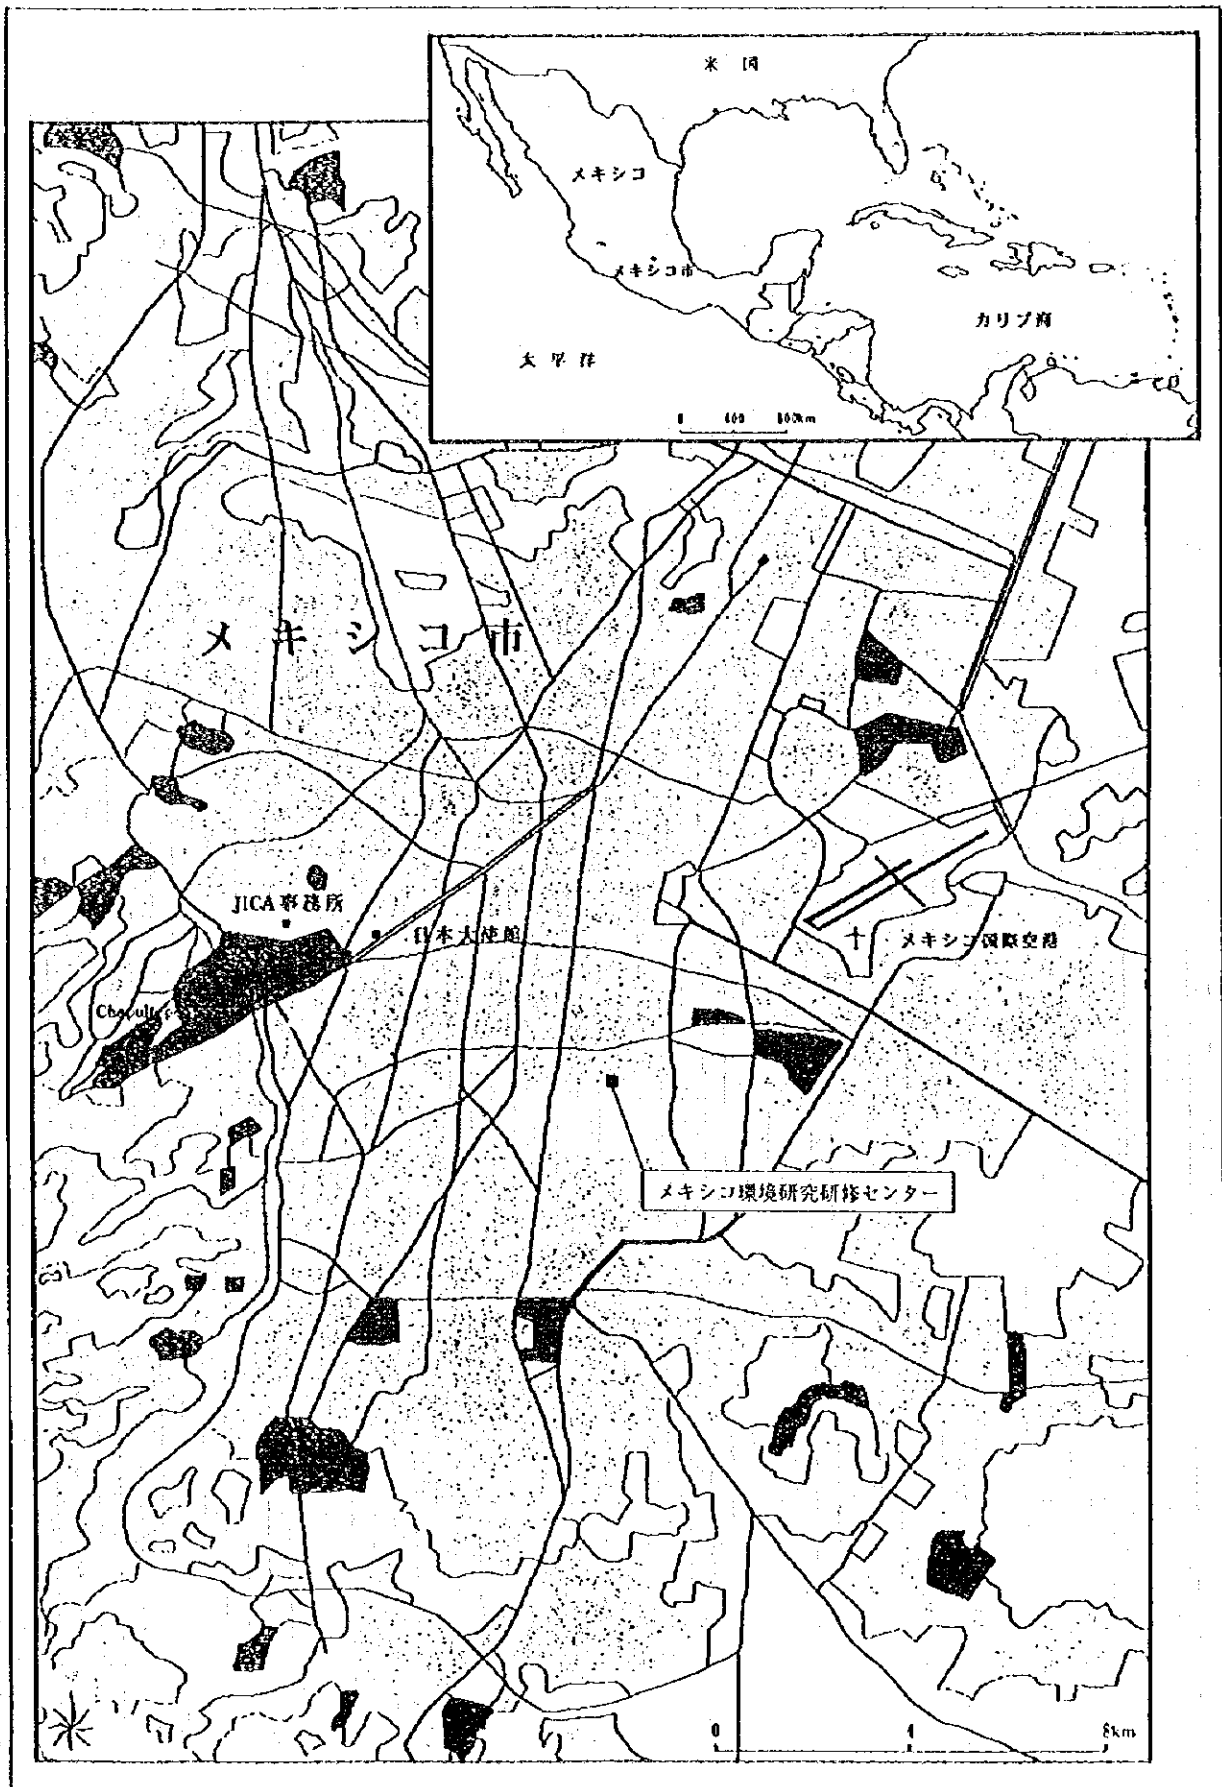 米国
メキシコ
メキシコ市
カリブ海
太平洋
0 400 800km
メキシコ市
JICA事務所
日本大使館
メキシコ国際空港
メキシコ環境研究研修センター
0 4 8km